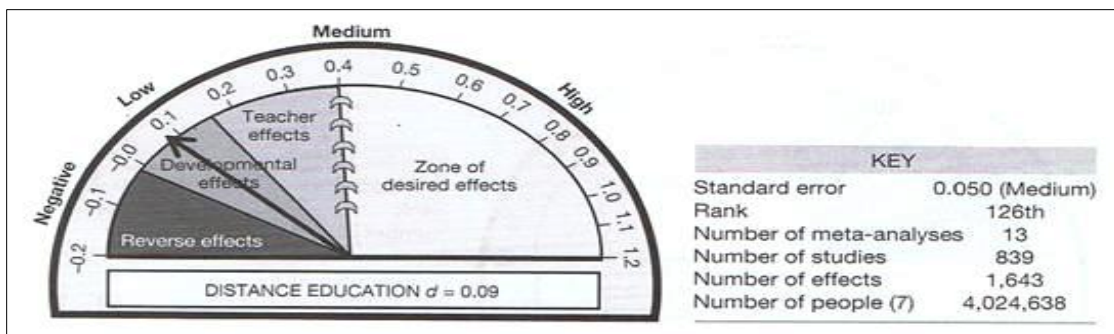 Negative
Low
Medium
High
-0.2
-0.1
-0.0
0.1
0.2
0.3
0.4
0.5
0.6
0.7
0.8
0.9
1.0
1.1
1.2
Teacher
effects
Developmental
effects
Reverse effects
Zone of
desired effects
DISTANCE EDUCATION d = 0.09
KEY
Standard error 0.050 (Medium)
Rank 126th
Number of meta-analyses 13
Number of studies 839
Number of effects 1,643
Number of people (7) 4,024,638